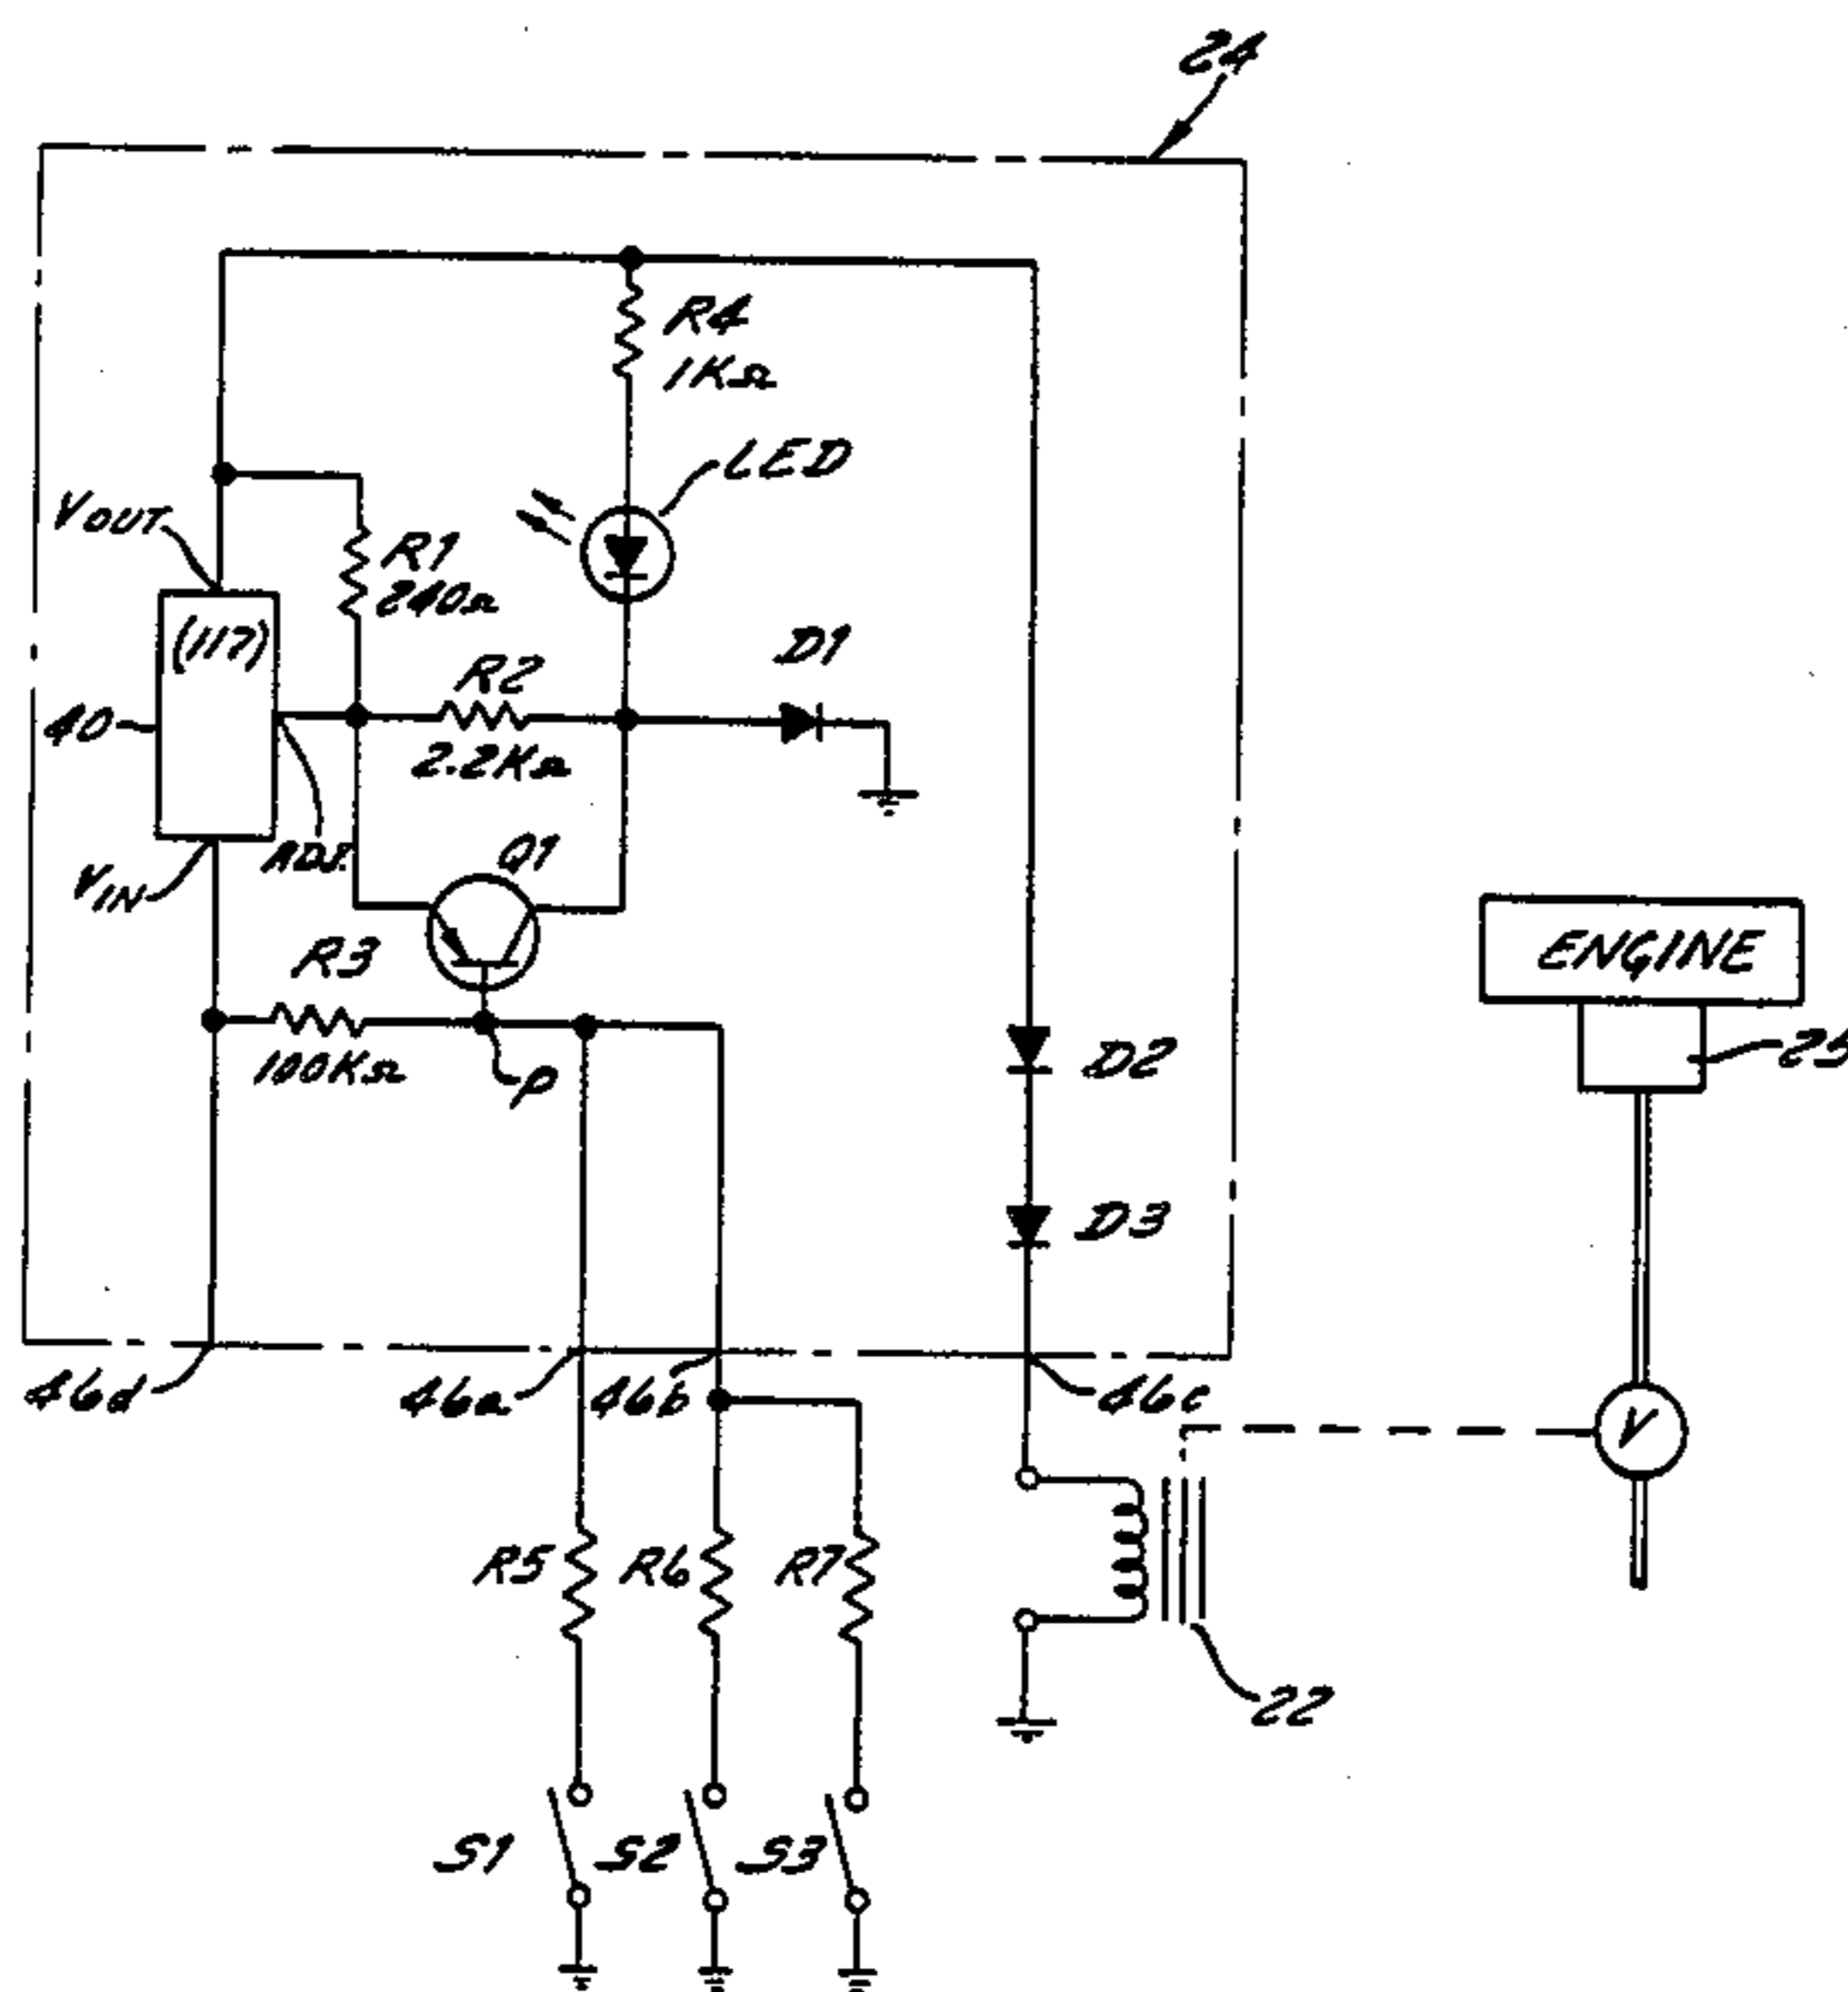 24
R4
1KΩ
LED
VOUT
R1
240Ω
(117)
D1
R2
40
2.2KΩ
ADJ.
Q1
VIN
R3
ENGINE
100KΩ
P
D2
25
D3
46d
46a
46b
46c
V
R5
R6
R7
22
S1
S2
S3